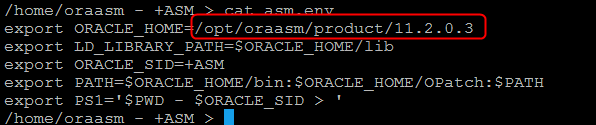 /home/oraasm - +ASM > cat asm.env
export ORACLE_HOME=/opt/oraasm/product/11.2.0.3
export LD_LIBRARY_PATH=$ORACLE_HOME/lib
export ORACLE_SID=+ASM
export PATH=$ORACLE_HOME/bin:$ORACLE_HOME/OPatch:$PATH
export PS1='$PWD - $ORACLE_SID > '
/home/oraasm - +ASM >